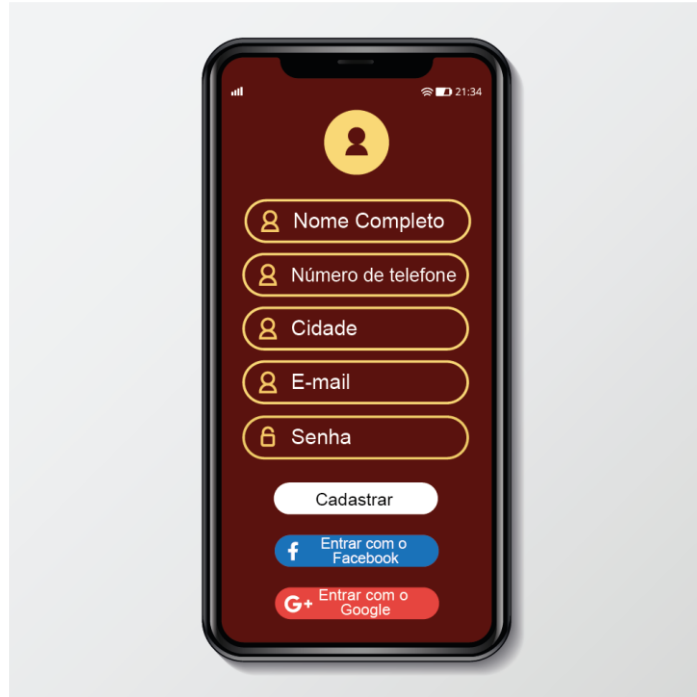 21:34
Nome Completo
Número de telefone
Cidade
E-mail
Senha
Cadastrar
f
Entrar com o
Facebook
G+
Entrar com o
Google